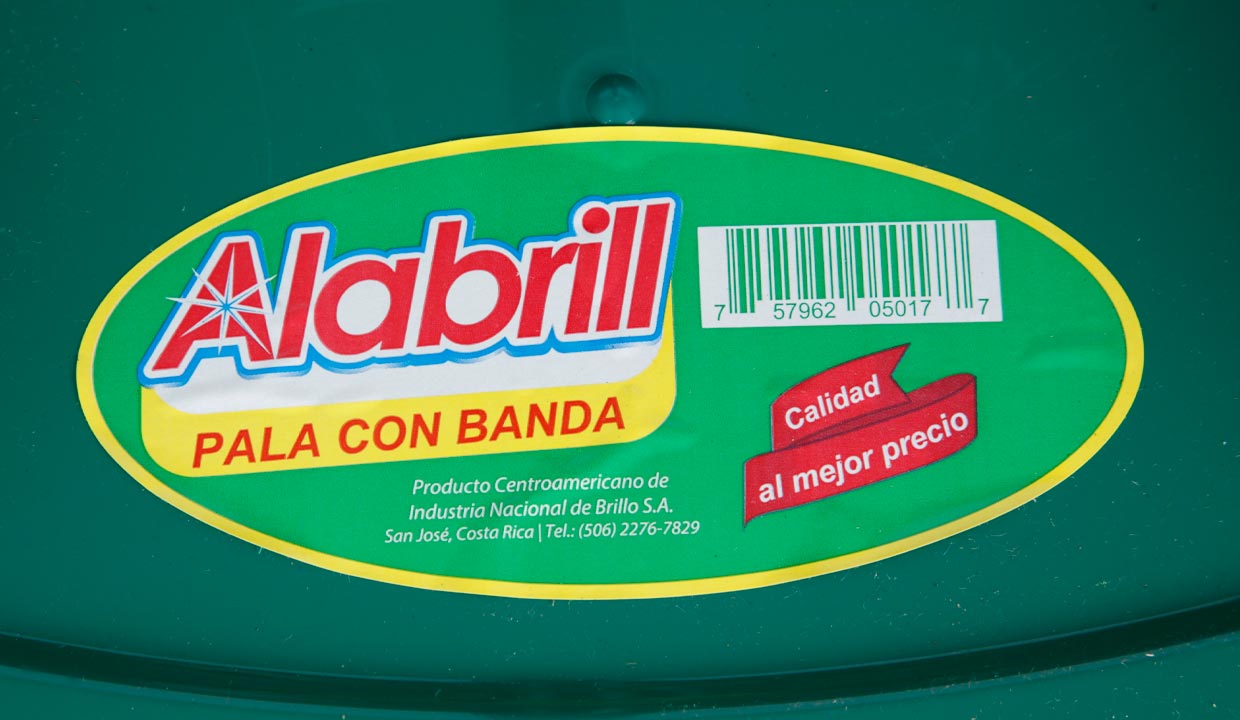 Alabrill
PALA CON BANDA
Producto Centroamericano de
Industria Nacional de Brillo S.A.
San José, Costa Rica | Tel.: (506) 2276-7829
7 57962 05017 7
Calidad
al mejor precio